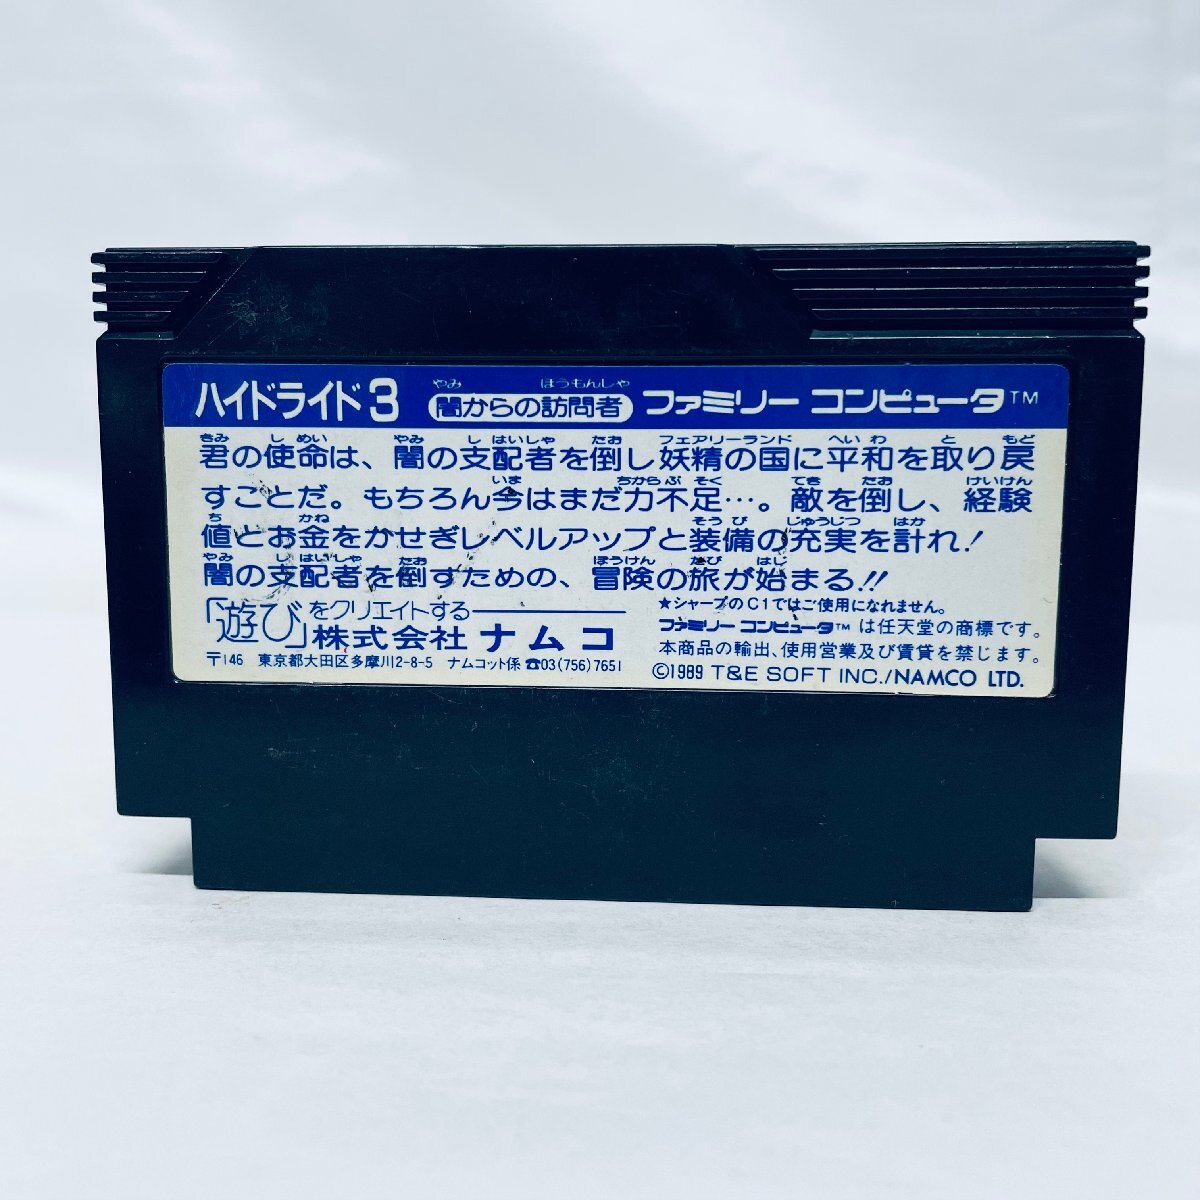 ハイドライド3 闇からの訪問者 ファミリーコンピュータ™
やみ ほうもんしゃ
きみ しめい やみ しはいしゃ たお フェアリーランド へいわ と もど
君の使命は、闇の支配者を倒し妖精の国に平和を取り戻
いま ちからぶそく てき たお けいけん
すことだ。もちろん今はまだ力不足…。敵を倒し、経験
ち かね そうび じゅうじつ はか
値とお金をかせぎレベルアップと装備の充実を計れ!
やみ しはいしゃ たお ぼうけん たび はじ
闇の支配者を倒すための、冒険の旅が始まる!!
「遊び」をクリエイトする
株式会社 ナムコ
〒146 東京都大田区多摩川2-8-5 ナムコット係 ☎03(756)7651
★シャープのC1ではご使用になれません。
ファミリーコンピュータ™は任天堂の商標です。
本商品の輸出、使用営業及び賃貸を禁じます。
©1989 T&E SOFT INC./NAMCO LTD.